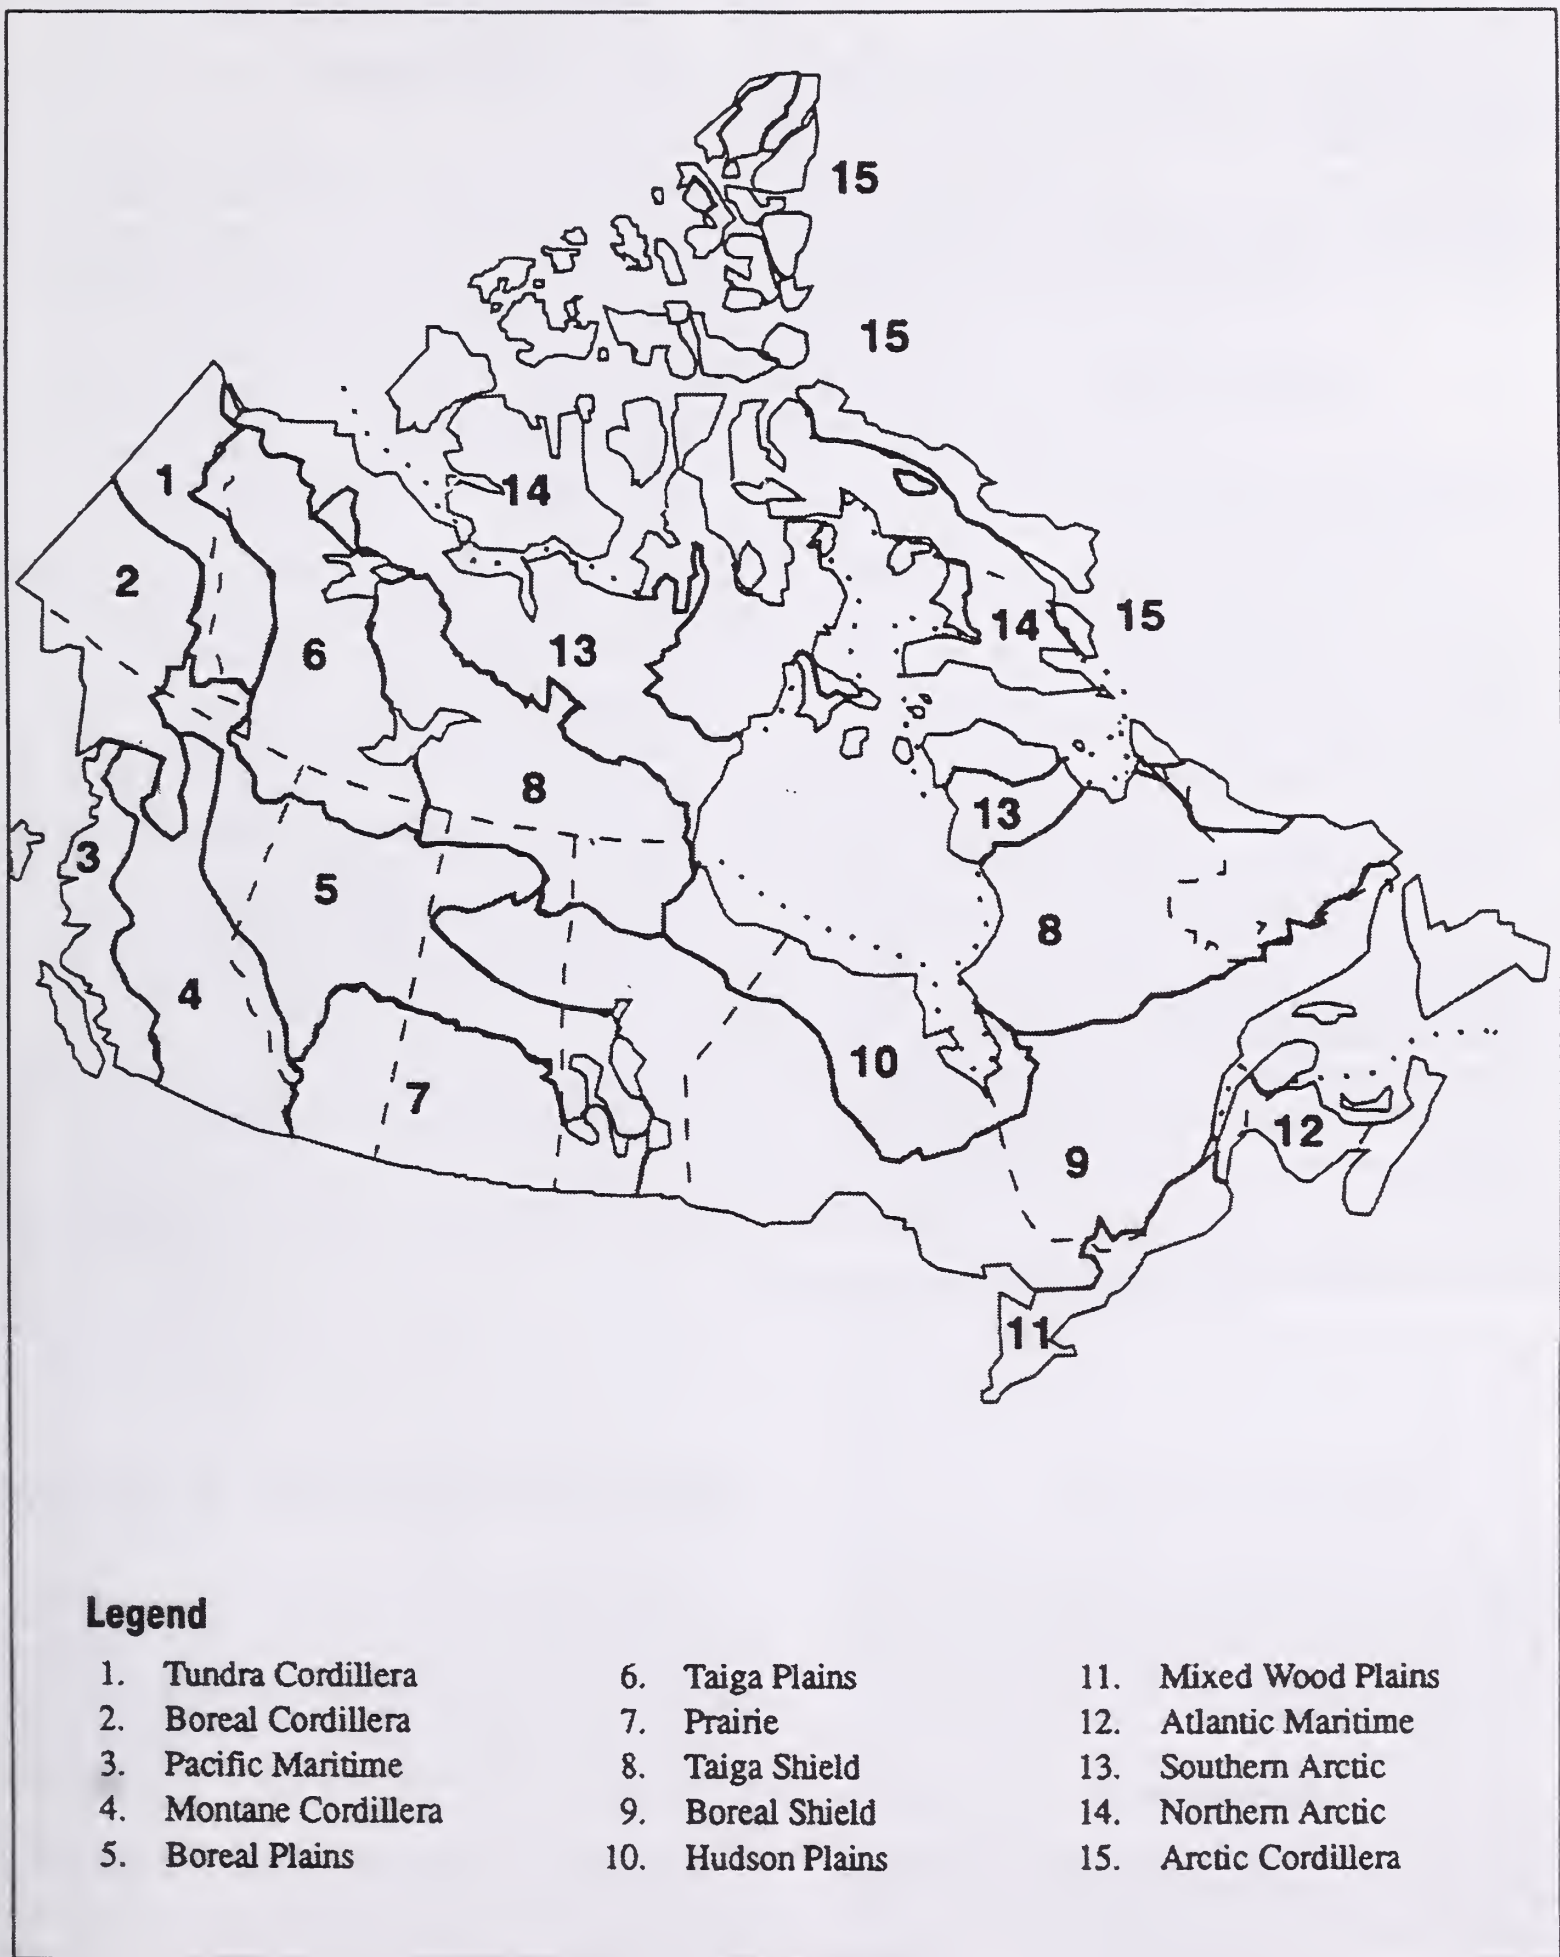 15
15
1
14
2
14
15
6
13
8
13
3
5
8
4
10
7
12
9
11
Legend
1. Tundra Cordillera
2. Boreal Cordillera
3. Pacific Maritime
4. Montane Cordillera
5. Boreal Plains
6. Taiga Plains
7. Prairie
8. Taiga Shield
9. Boreal Shield
10. Hudson Plains
11. Mixed Wood Plains
12. Atlantic Maritime
13. Southern Arctic
14. Northern Arctic
15. Arctic Cordillera